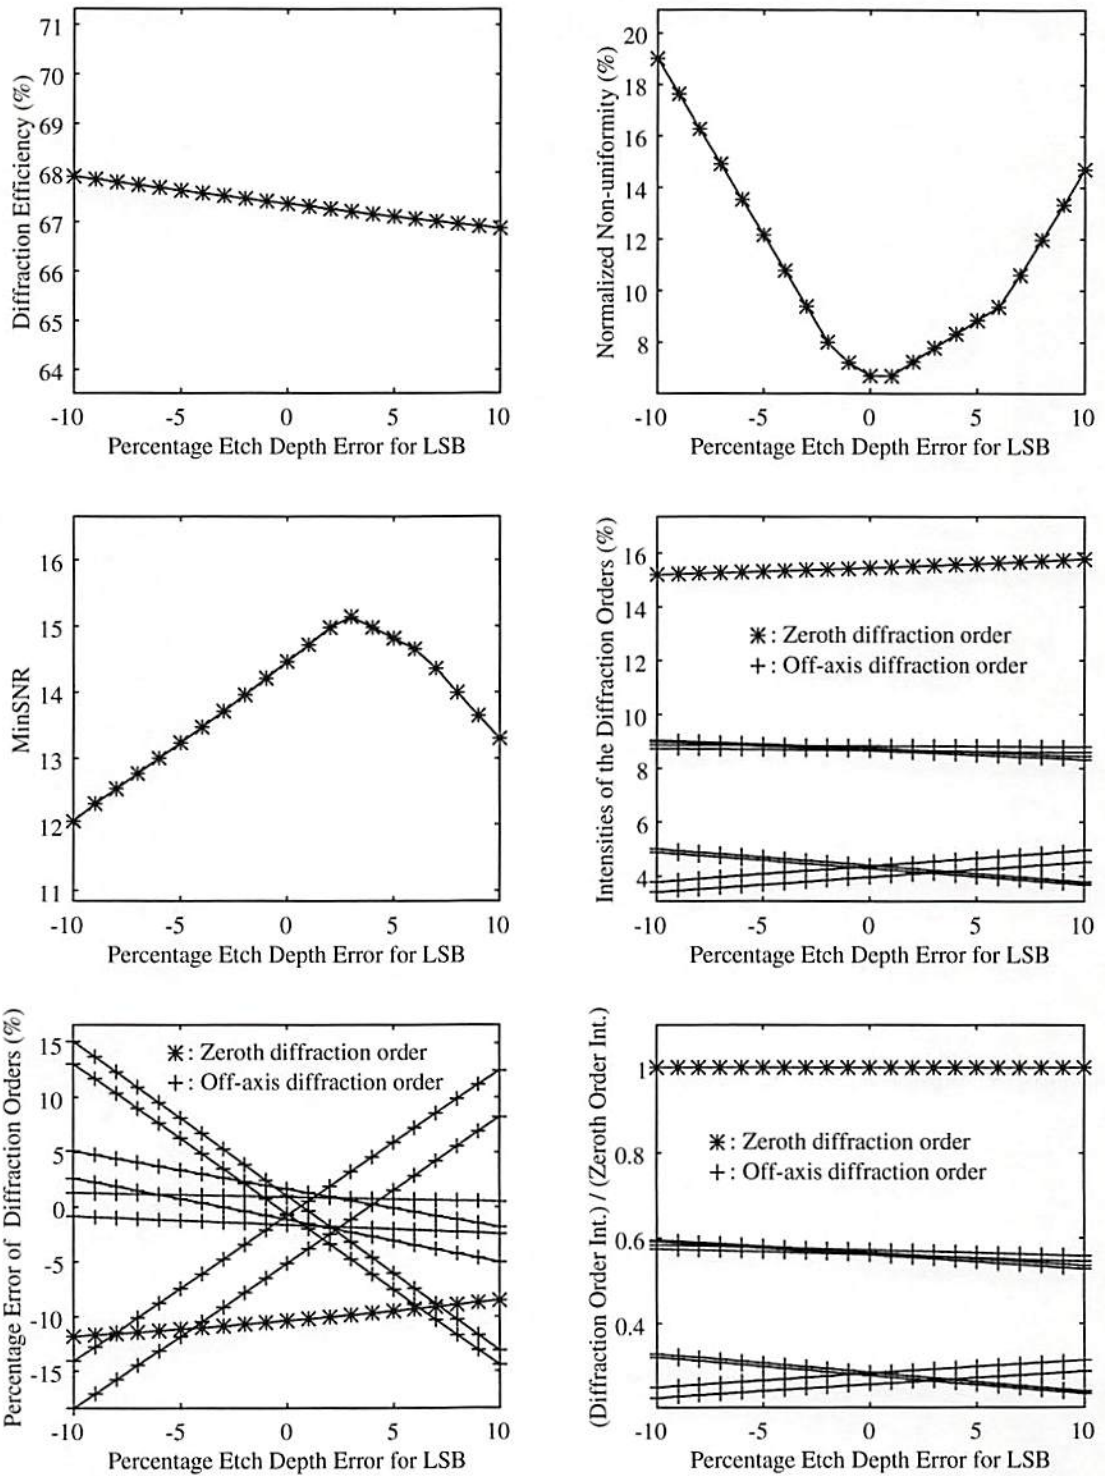 Diffraction Efficiency (%)
71
70
69
68
67
66
65
64
-10 -5 0 5 10
Percentage Etch Depth Error for LSB
Normalized Non-uniformity (%)
20
18
16
14
12
10
8
-10 -5 0 5 10
Percentage Etch Depth Error for LSB
MinSNR
16
15
14
13
12
11
-10 -5 0 5 10
Percentage Etch Depth Error for LSB
Intensities of the Diffraction Orders (%)
16
14
12
10
8
6
4
: Zeroth diffraction order
: Off-axis diffraction order
-10 -5 0 5 10
Percentage Etch Depth Error for LSB
Percentage Error of Diffraction Orders (%)
15
10
5
0
-5
-10
-15
: Zeroth diffraction order
: Off-axis diffraction order
-10 -5 0 5 10
Percentage Etch Depth Error for LSB
(Diffraction Order Int.) / (Zeroth Order Int.)
1
0.8
0.6
0.4
: Zeroth diffraction order
: Off-axis diffraction order
-10 -5 0 5 10
Percentage Etch Depth Error for LSB